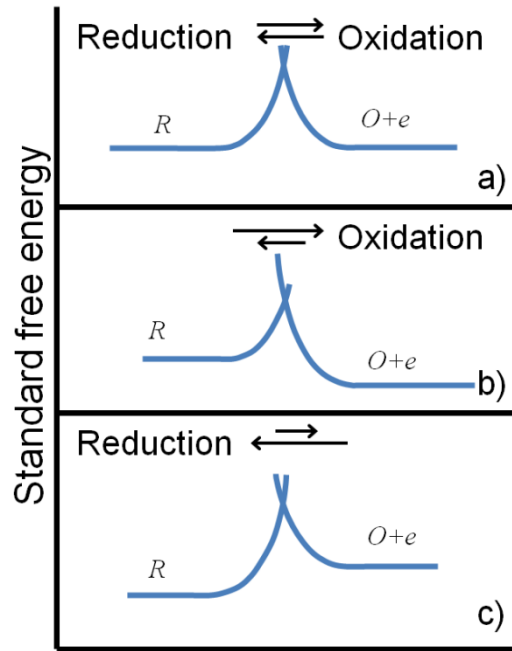 Standard free energy
Reduction Oxidation
R O+e
a)
Oxidation
R O+e
b)
Reduction
R O+e
c)